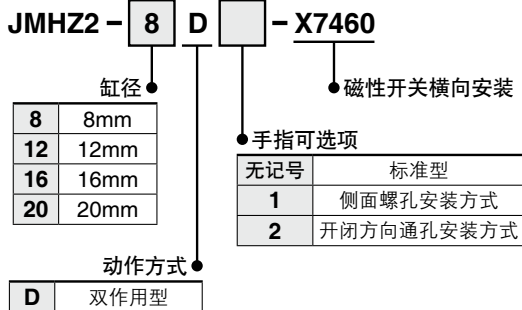 JMHZ2 － 8 D － X7460
缸径
8 8mm
12 12mm
16 16mm
20 20mm
磁性开关横向安装
手指可选项
无记号 标准型
1 侧面螺孔安装方式
2 开闭方向通孔安装方式
动作方式
D 双作用型